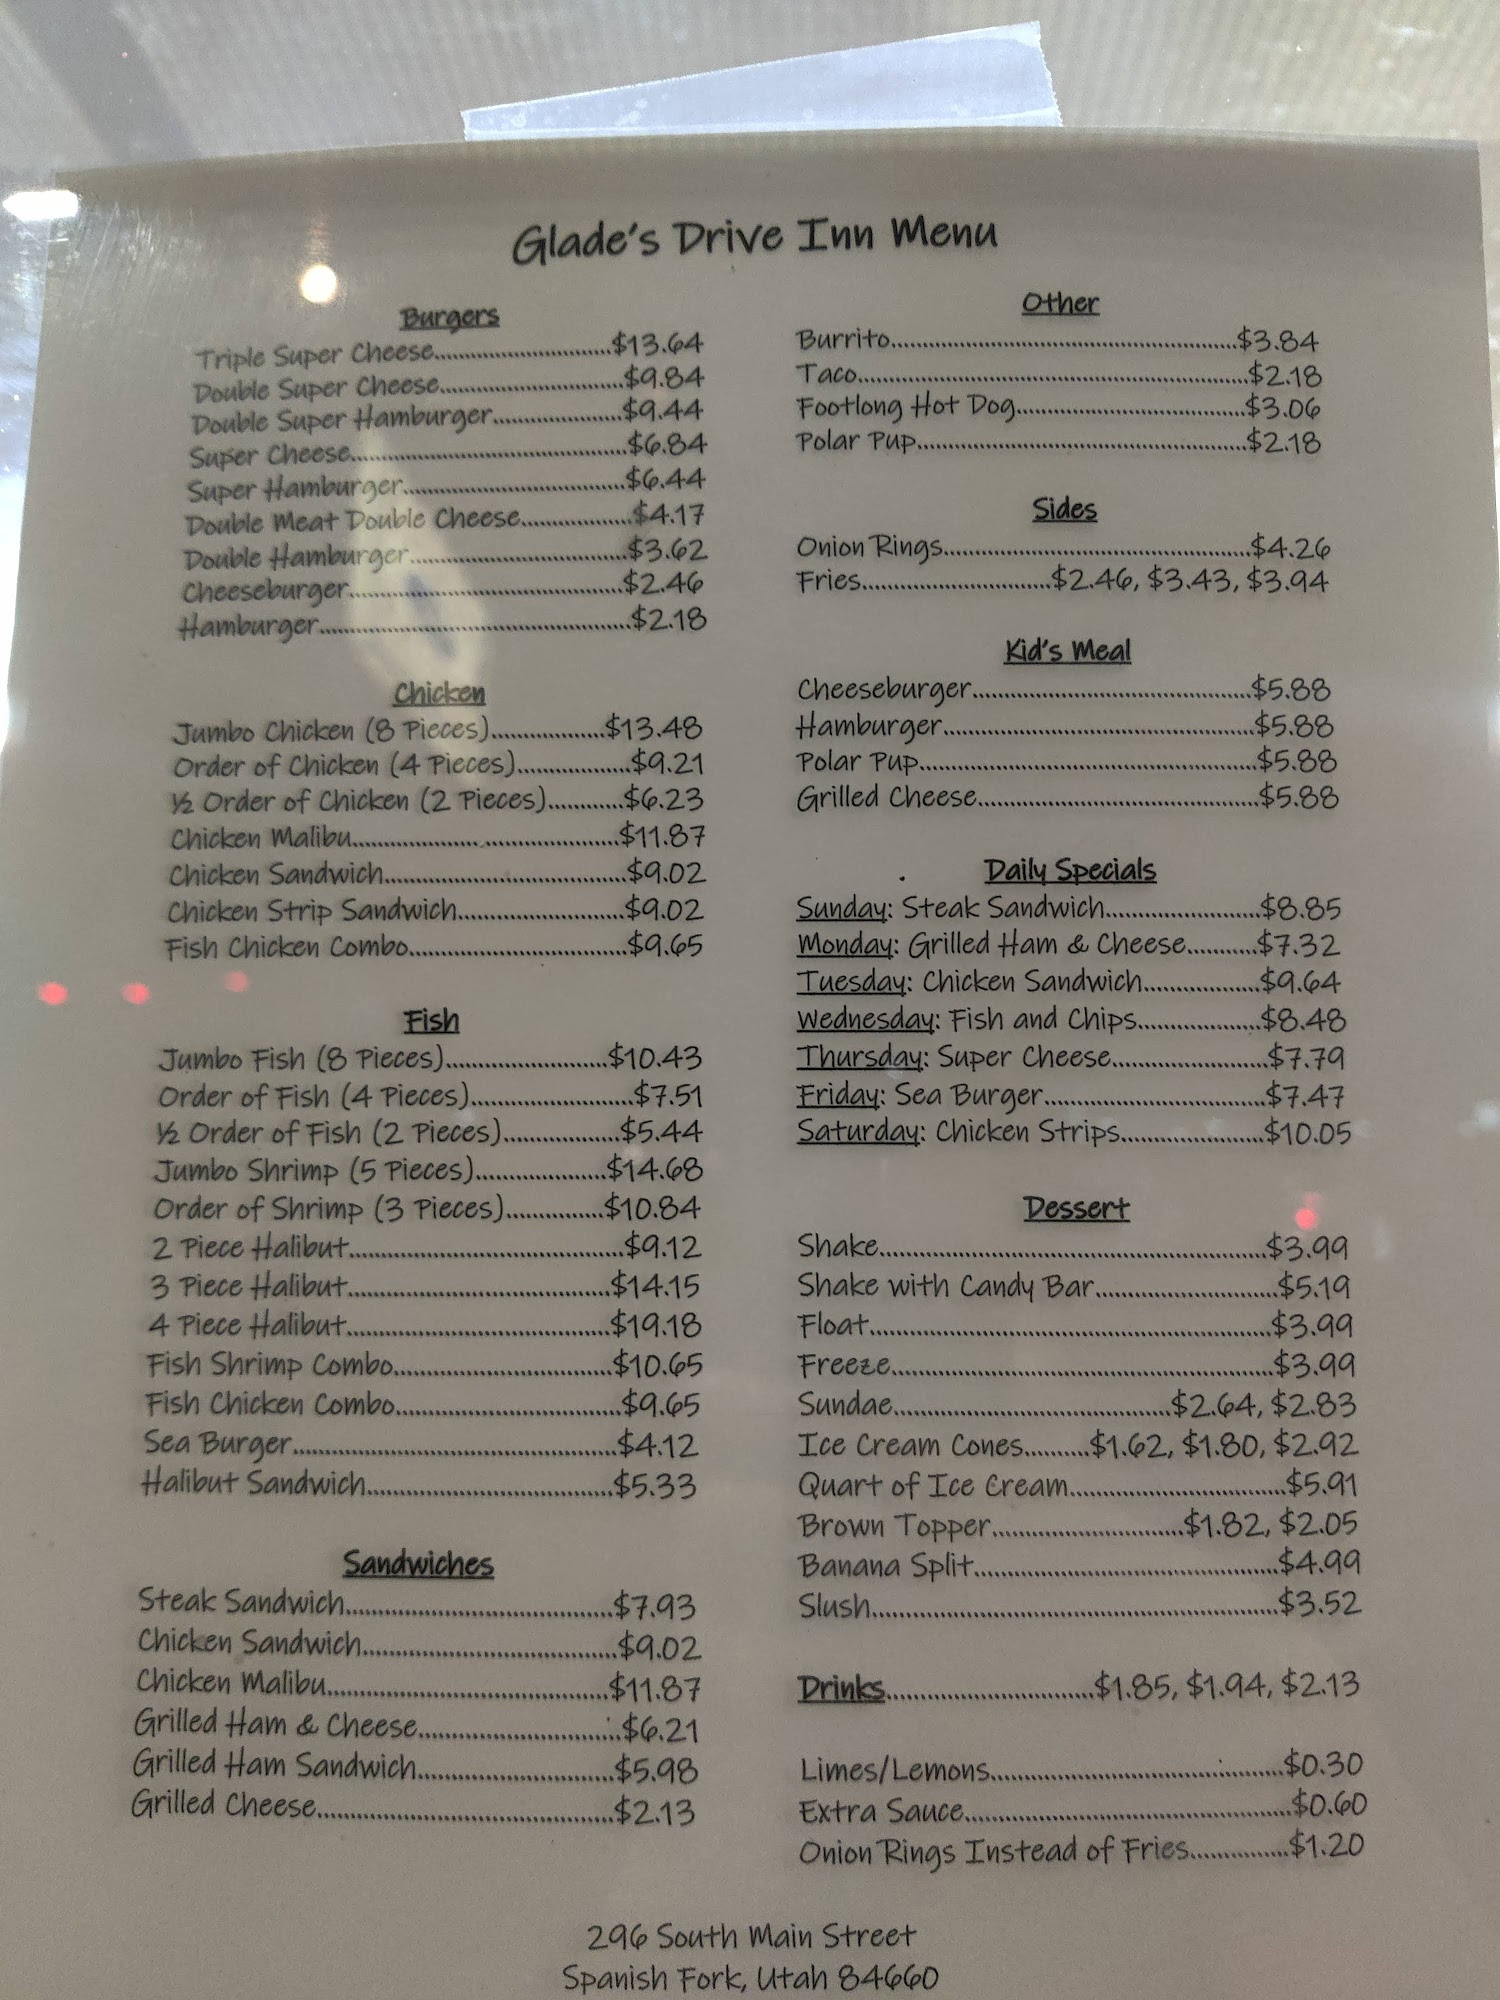 Glade's Drive Inn Menu
Burgers
Triple Super Cheese..............................$13.64
Double Super Cheese..............................$9.84
Double Super Hamburger......................$9.44
Super Cheese..............................................$6.84
Super Hamburger.....................................$6.44
Double Meat Double Cheese..................$4.17
Double Hamburger....................................$3.62
Cheeseburger..............................................$2.46
Hamburger...................................................$2.18
Chicken
Jumbo Chicken (8 Pieces)...................$13.48
Order of Chicken (4 Pieces)...................$9.21
½ Order of Chicken (2 Pieces)............$6.23
Chicken Malibu............................................$11.87
Chicken Sandwich.......................................$9.02
Chicken Strip Sandwich...........................$9.02
Fish Chicken Combo...................................$9.65
Fish
Jumbo Fish (8 Pieces)..........................$10.43
Order of Fish (4 Pieces)..........................$7.51
½ Order of Fish (2 Pieces)...................$5.44
Jumbo Shrimp (5 Pieces).....................$14.68
Order of Shrimp (3 Pieces)................$10.84
2 Piece Halibut............................................$9.12
3 Piece Halibut..........................................$14.15
4 Piece Halibut..........................................$19.18
Fish Shrimp Combo...................................$10.65
Fish Chicken Combo....................................$9.65
Sea Burger....................................................$4.12
Halibut Sandwich.......................................$5.33
Sandwiches
Steak Sandwich..........................................$7.93
Chicken Sandwich.......................................$9.02
Chicken Malibu............................................$11.87
Grilled Ham & Cheese................................$6.21
Grilled Ham Sandwich................................$5.98
Grilled Cheese..............................................$2.13
Other
Burrito........................................................$3.84
Taco...............................................................$2.18
Footlong Hot Dog.....................................$3.06
Polar Pup.....................................................$2.18
Sides
Onion Rings..................................................$4.26
Fries..............................$2.46, $3.43, $3.94
Kid's Meal
Cheeseburger.............................................$5.88
Hamburger..................................................$5.88
Polar Pup......................................................$5.88
Grilled Cheese.............................................$5.88
Daily Specials
Sunday: Steak Sandwich.........................$8.85
Monday: Grilled Ham & Cheese...........$7.32
Tuesday: Chicken Sandwich...................$9.64
Wednesday: Fish and Chips....................$8.48
Thursday: Super Cheese.........................$7.79
Friday: Sea Burger...................................$7.47
Saturday: Chicken Strips.......................$10.05
Dessert
Shake..............................................................$3.99
Shake with Candy Bar.............................$5.19
Float................................................................$3.99
Freeze.............................................................$3.99
Sundae............................................$2.64, $2.83
Ice Cream Cones..........$1.62, $1.80, $2.92
Quart of Ice Cream...................................$5.91
Brown Topper..............................$1.82, $2.05
Banana Split................................................$4.99
Slush................................................................$3.52
Drinks.................................$1.85, $1.94, $2.13
Limes/Lemons...............................................$0.30
Extra Sauce....................................................$0.60
Onion Rings Instead of Fries................$1.20
296 South Main Street
Spanish Fork, Utah 84660